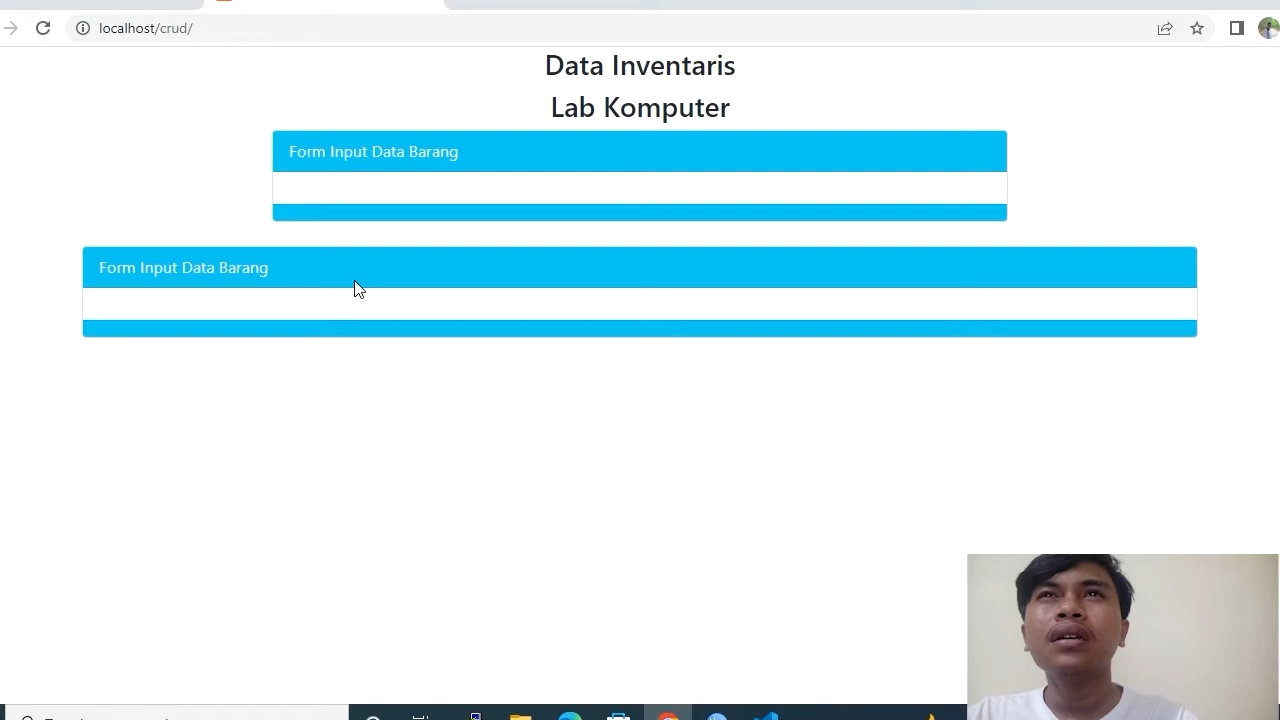 localhost/crud/
Data Inventaris
Lab Komputer
Form Input Data Barang
Form Input Data Barang